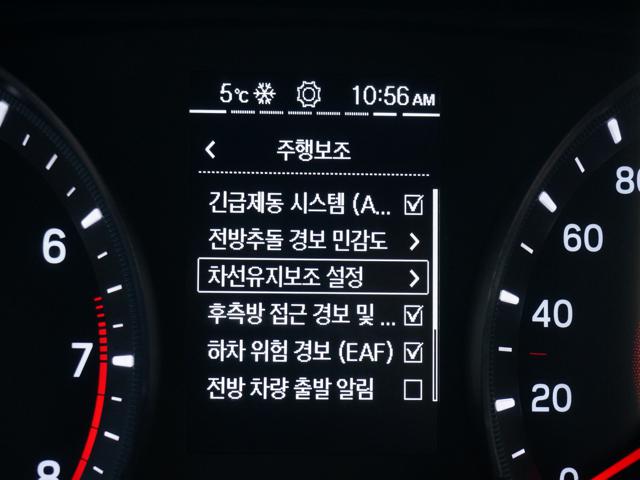 5℃ 10:56 AM
주행보조
긴급제동 시스템 (A...
전방추돌 경보 민감도
차선유지보조 설정
후측방 접근 경보 및 ...
하차 위험 경보 (EAF)
전방 차량 출발 알림
6
7
8
80
60
40
20
0